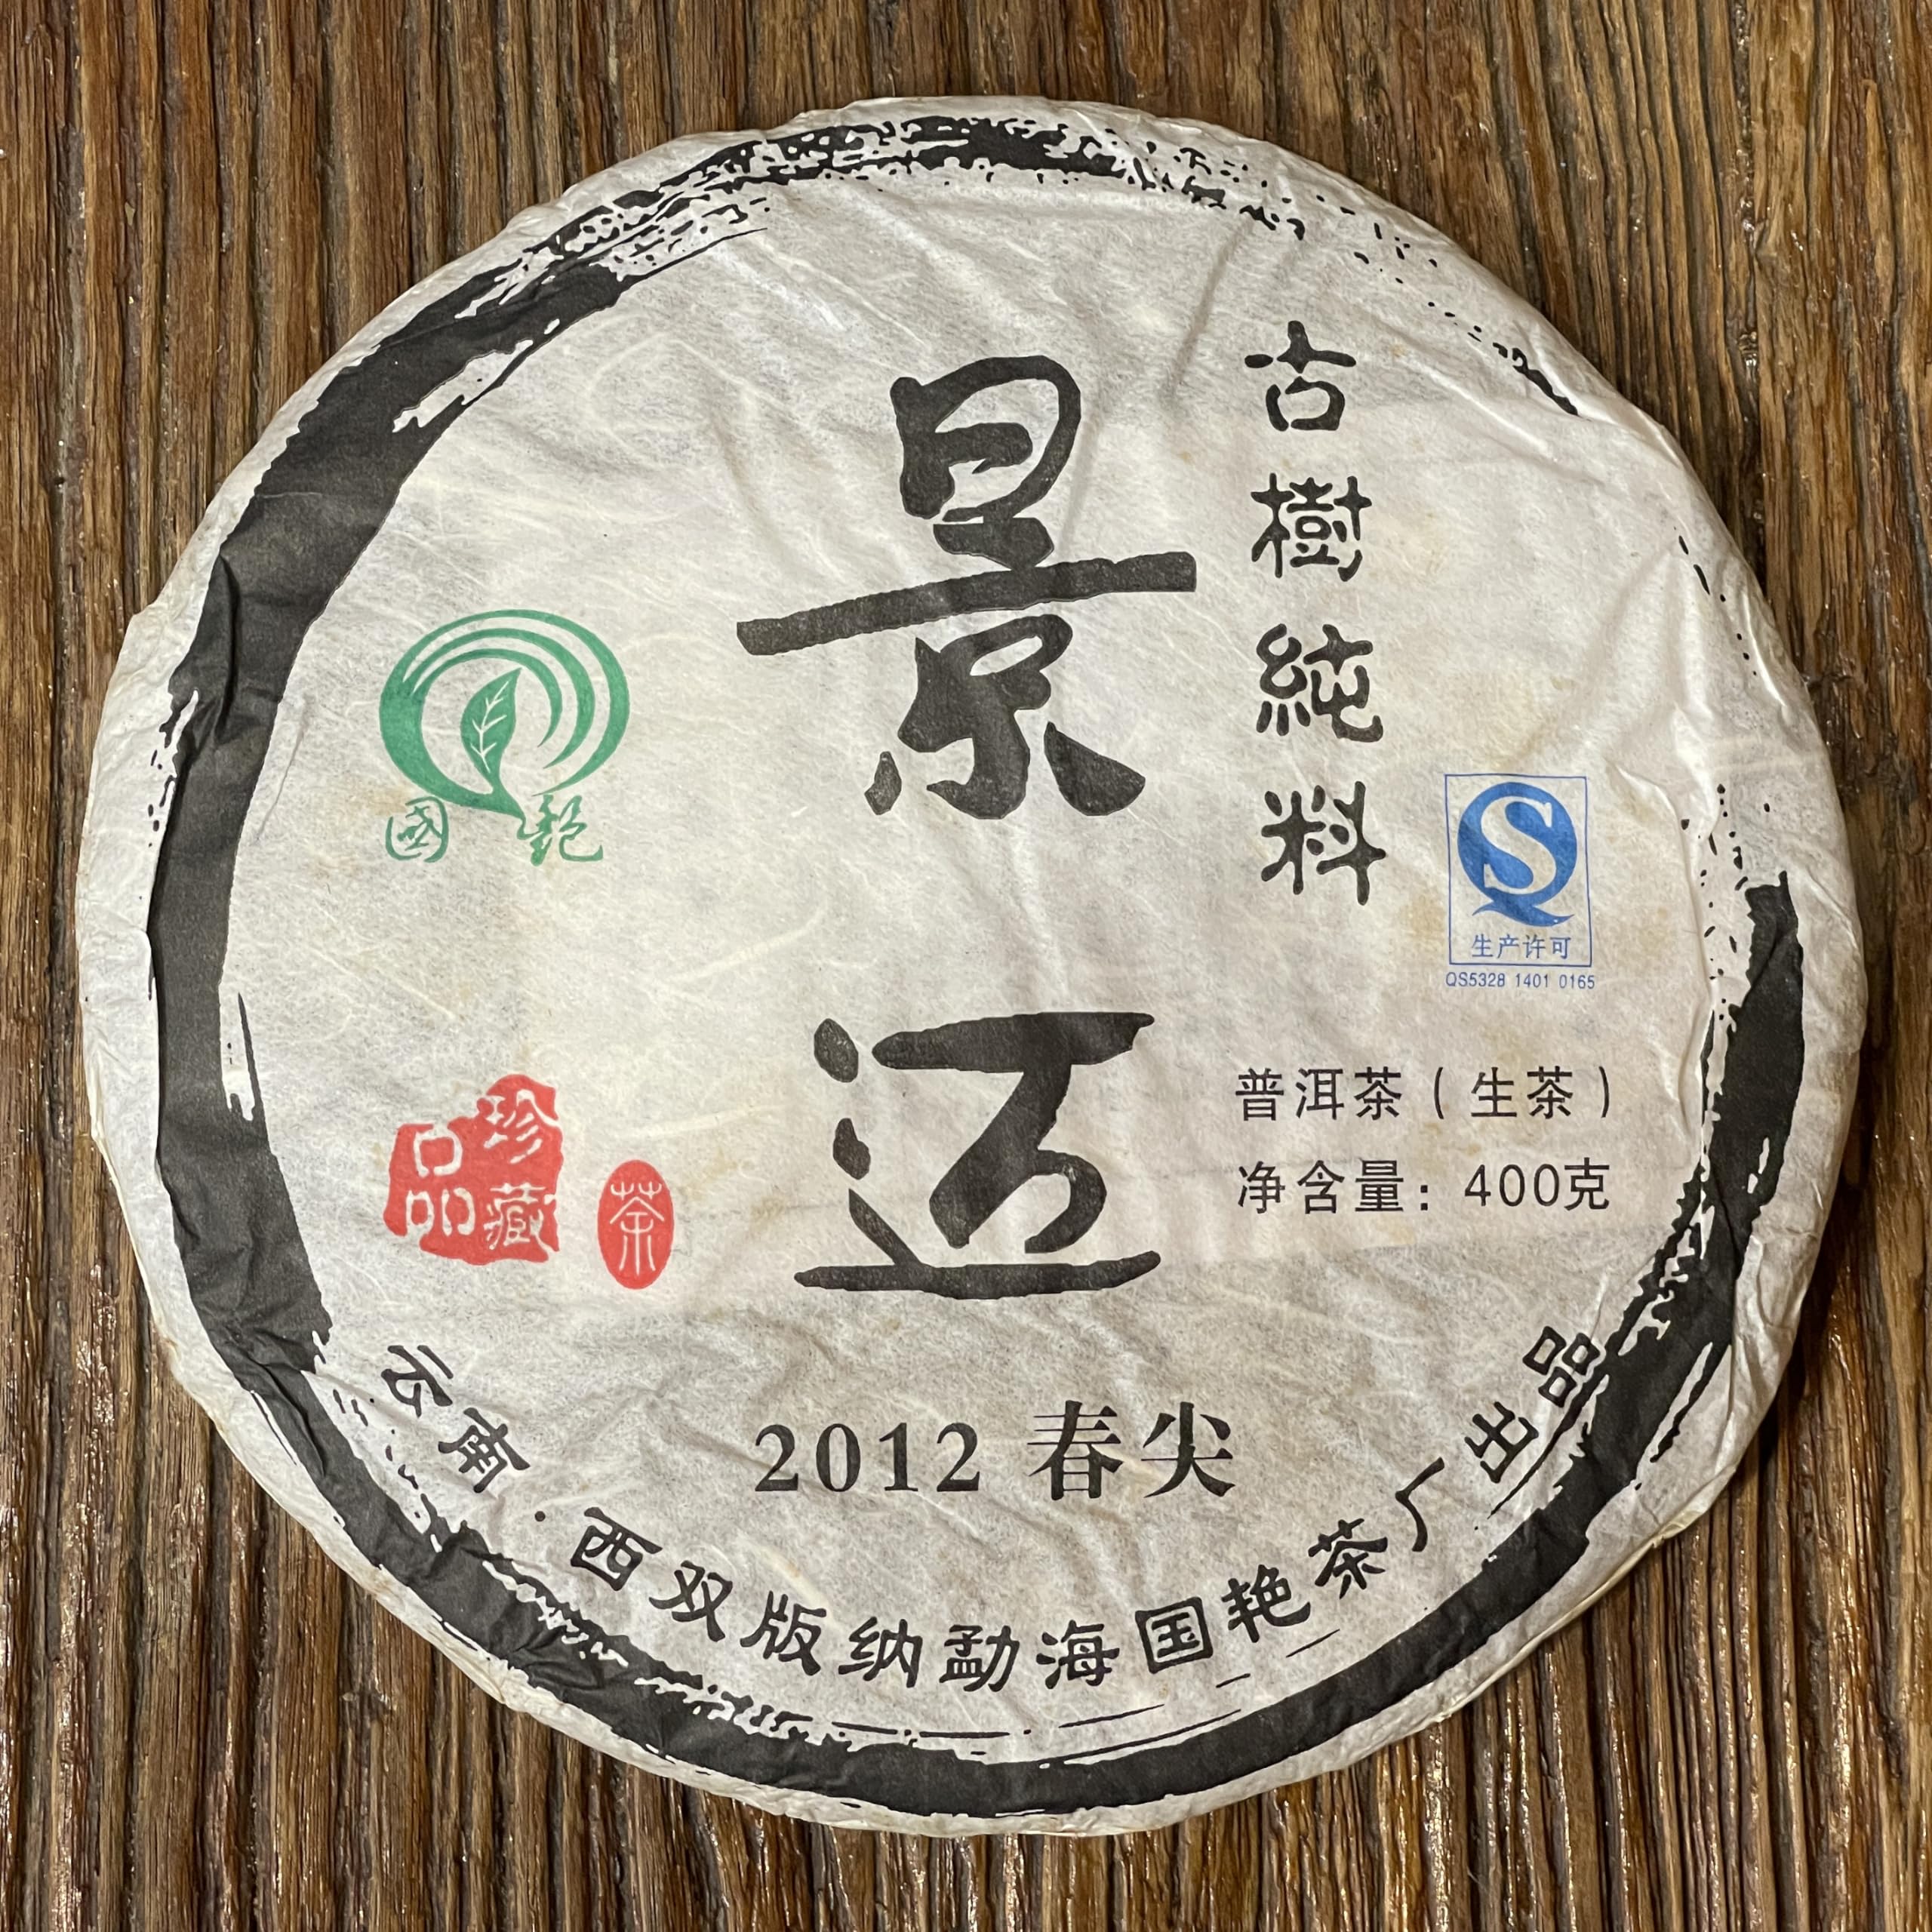 古樹純料
景迈
國艷
生产许可
QS5328 1401 0165
普洱茶（生茶）
净含量：400克
珍藏品
茶
2012 春尖
云南·西双版纳勐海国艳茶厂出品